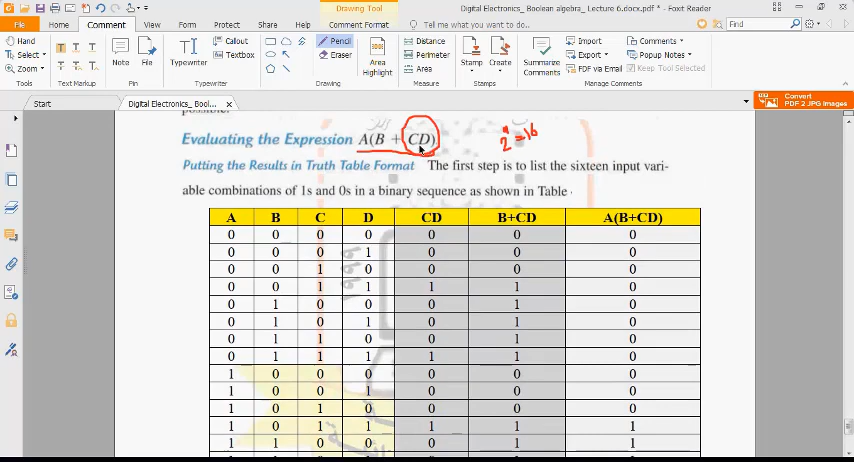 Drawing Tool
Digital Electronics_ Boolean algebra_ Lecture 6.docx.pdf * - Foxit Reader
File Home Comment View Form Protect Share Help Comment Format Tell me what you want to do... Find
Hand
Select
Zoom
Tools
T T T
T T T
Text Markup
Note
File
Pin
Typewriter
Callout
Textbox
Typewriter
Drawing
Pencil
Eraser
Area Highlight
Distance
Perimeter
Area
Measure
Stamp
Stamps
Create
Summarize Comments
Import
Export
FDF via Email
Comments
Popup Notes
Keep Tool Selected
Manage Comments
Start
Digital Electronics_ Bool...
Convert
PDF 2 JPG Images
possible.
Evaluating the Expression A(B + CD)
2⁴ = 16
Putting the Results in Truth Table Format The first step is to list the sixteen input vari-
able combinations of 1s and 0s in a binary sequence as shown in Table
A B C D CD B+CD A(B+CD)
0 0 0 0 0 0 0
0 0 0 1 0 0 0
0 0 1 0 0 0 0
0 0 1 1 1 1 0
0 1 0 0 0 1 0
0 1 0 1 0 1 0
0 1 1 0 0 1 0
0 1 1 1 1 1 0
1 0 0 0 0 0 0
1 0 0 1 0 0 0
1 0 1 0 0 0 0
1 0 1 1 1 1 1
1 1 0 0 0 1 1